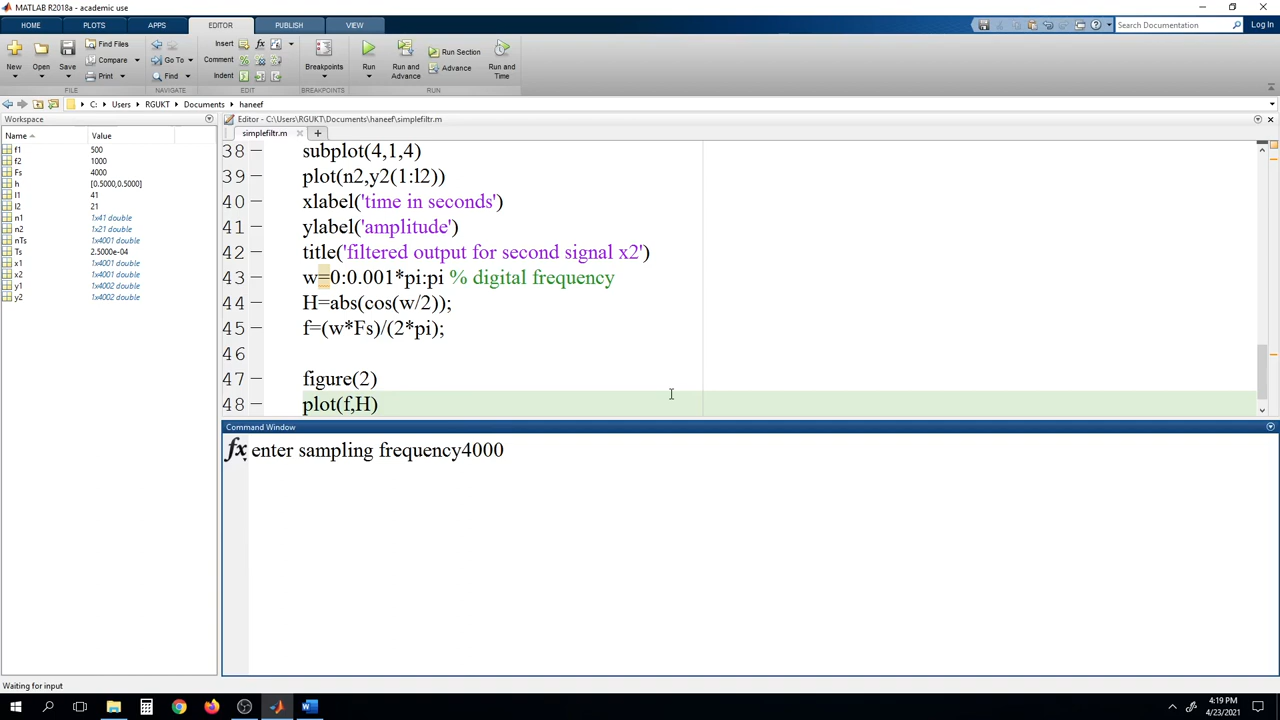 MATLAB R2018a - academic use
HOME PLOTS APPS EDITOR PUBLISH VIEW Search Documentation Log In
New Open Save Find Files Compare Print Go To Find Insert fx Comment Indent Breakpoints Run Run and Advance Run Section Advance Run and Time
FILE NAVIGATE EDIT BREAKPOINTS RUN
C: Users RGUKT Documents haneef
Workspace
Name Value
f1 500
f2 1000
Fs 4000
h [0.5000,0.5000]
l1 41
l2 21
n1 1x41 double
n2 1x21 double
nTs 1x4001 double
Ts 2.5000e-04
x1 1x4001 double
x2 1x4001 double
y1 1x4002 double
y2 1x4002 double
Editor - C:\Users\RGUKT\Documents\haneef\simplefiltr.m
simplefiltr.m
38 – subplot(4,1,4)
39 – plot(n2,y2(1:l2))
40 – xlabel('time in seconds')
41 – ylabel('amplitude')
42 – title('filtered output for second signal x2')
43 – w=0:0.001*pi:pi % digital frequency
44 – H=abs(cos(w/2));
45 – f=(w*Fs)/(2*pi);
46
47 – figure(2)
48 – plot(f,H)
Command Window
fx enter sampling frequency4000
Waiting for input
4:19 PM
4/23/2021